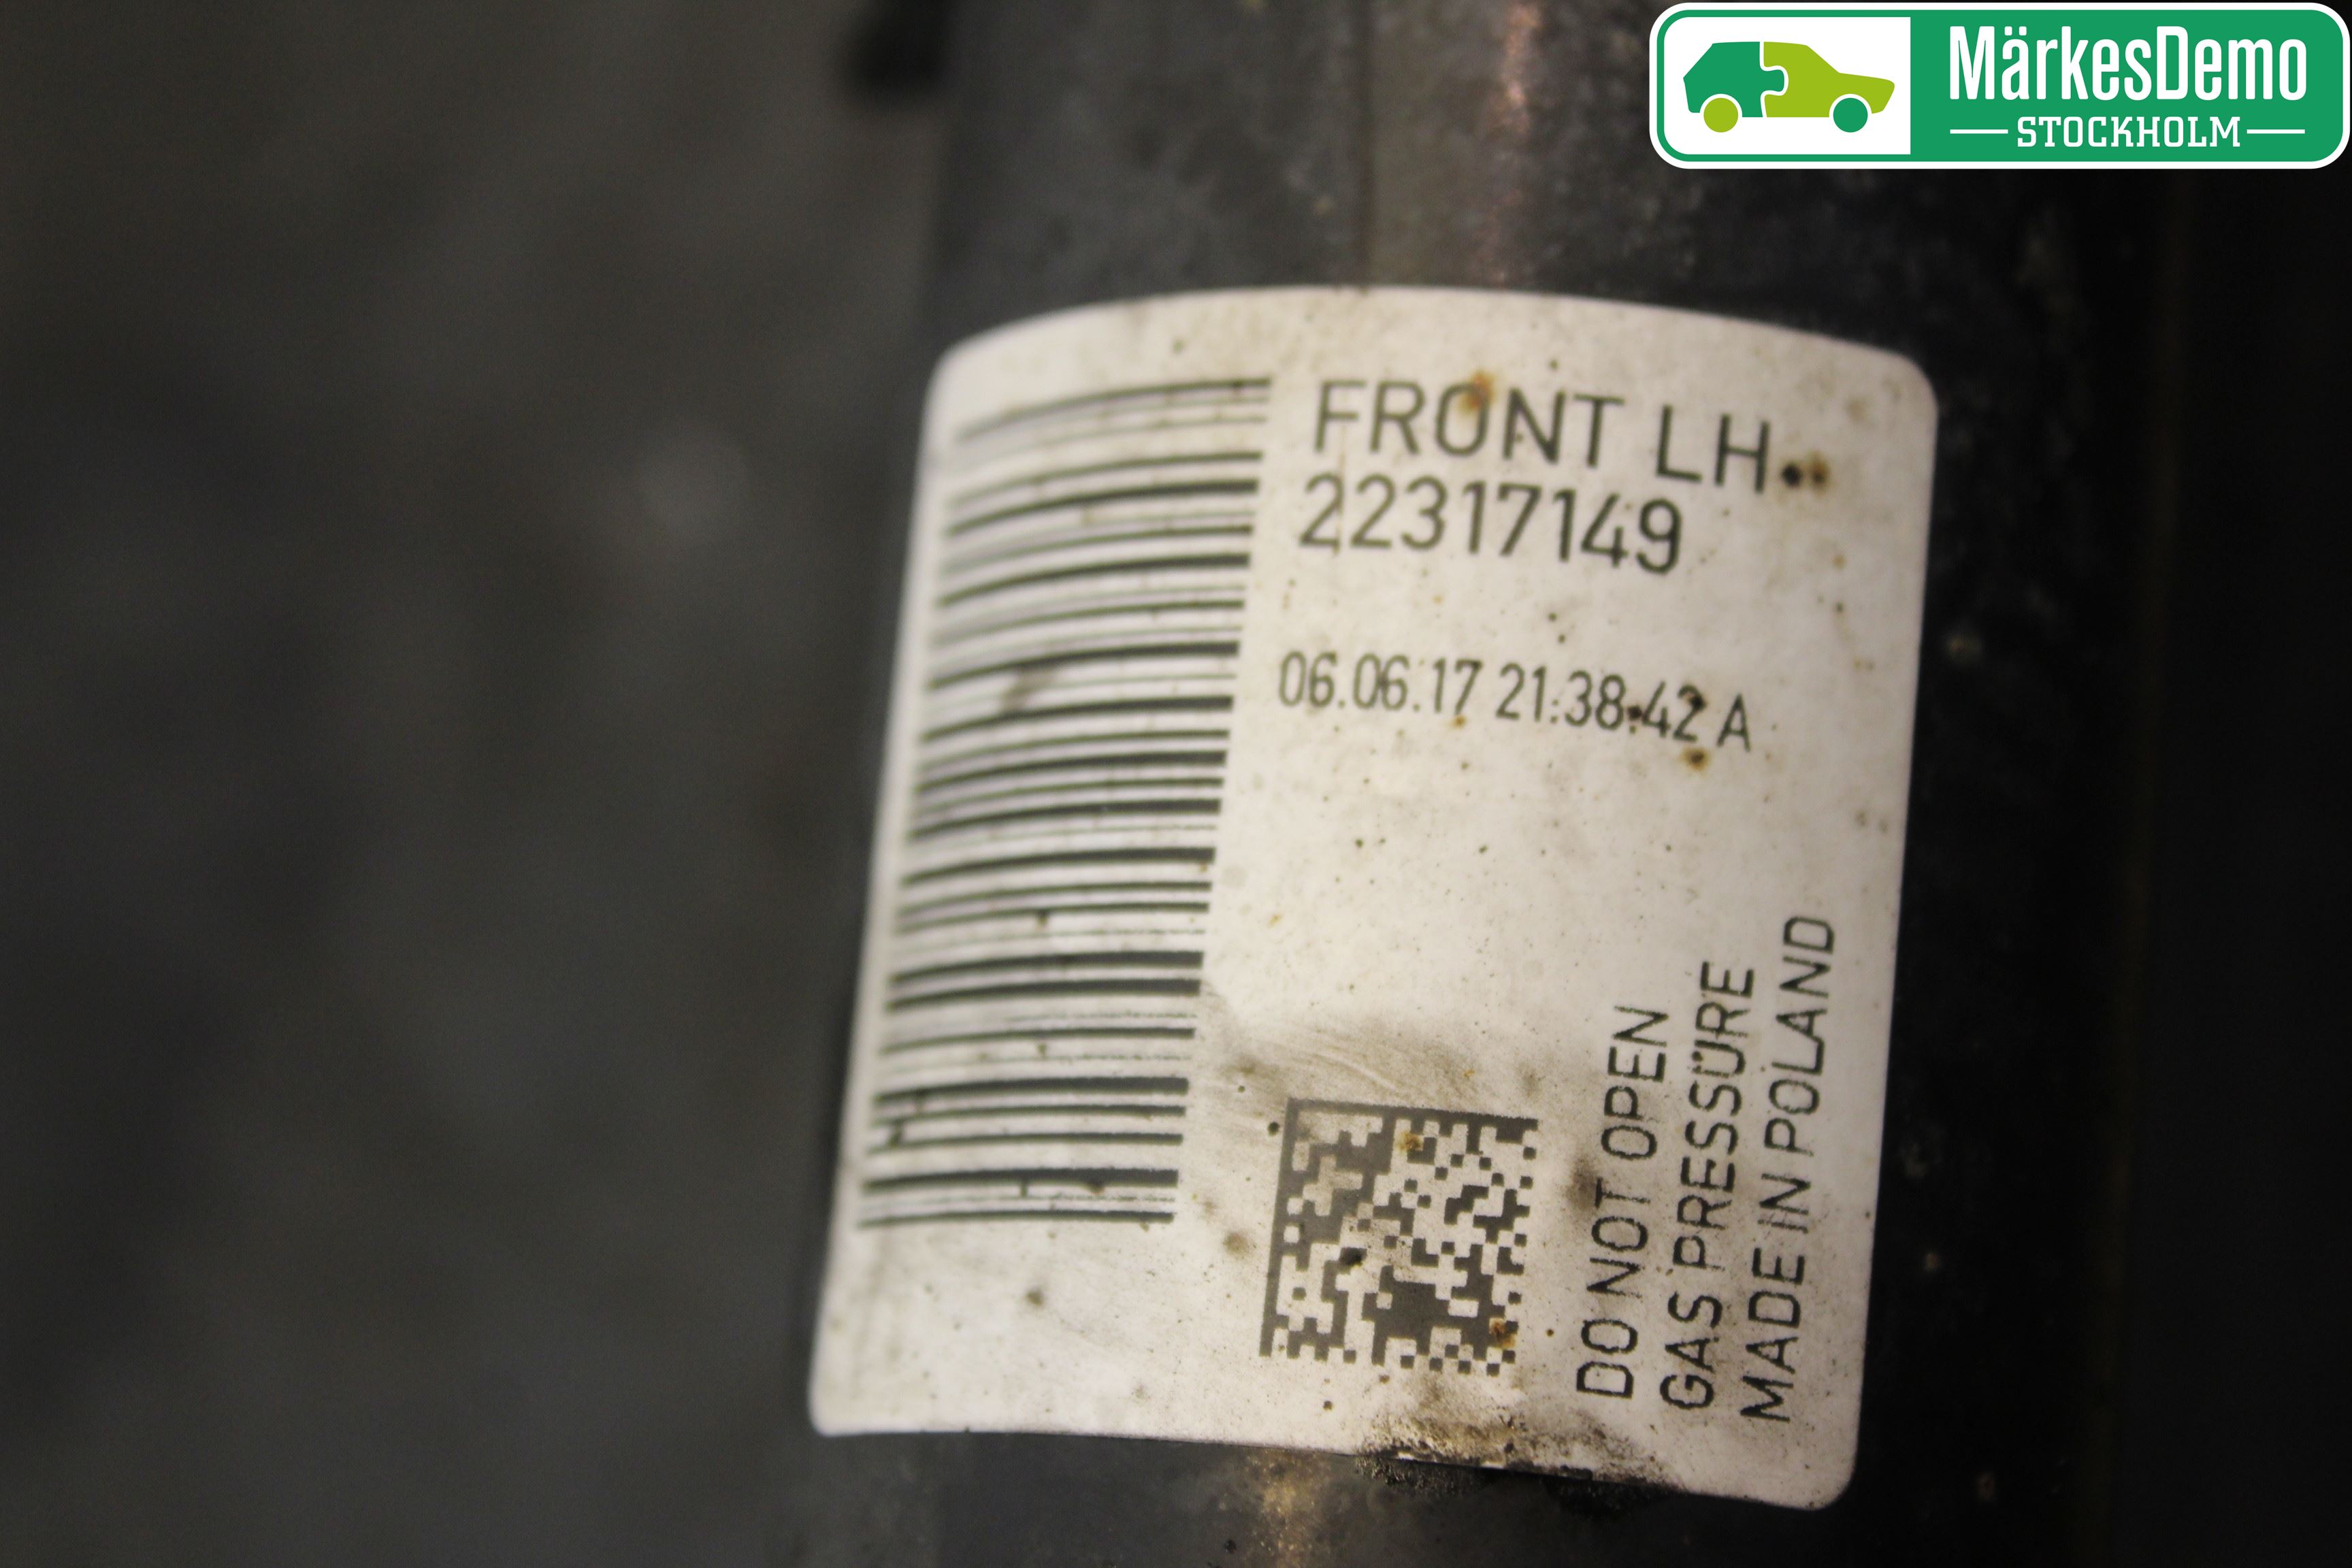 MärkesDemo
STOCKHOLM
FRONT LH
22317149
06.06.17 21:38:42 A
DO NOT OPEN
GAS PRESSURE
MADE IN POLAND